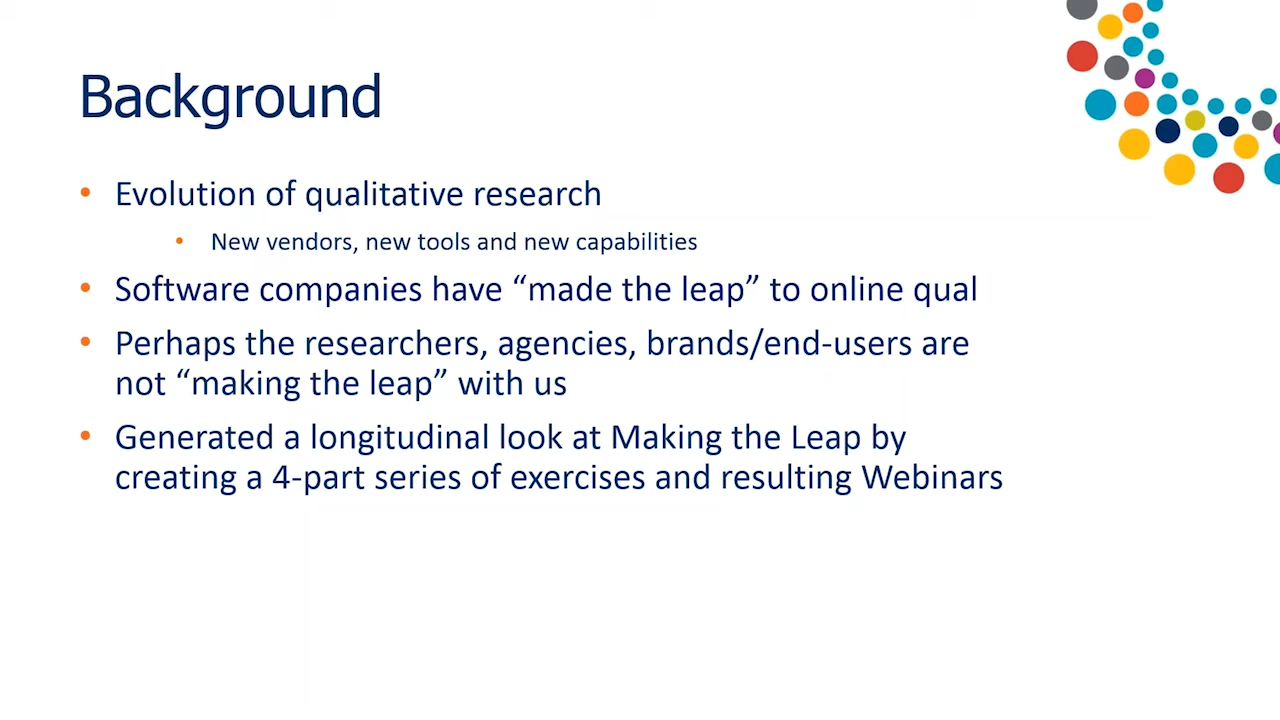 Background
• Evolution of qualitative research
• New vendors, new tools and new capabilities
• Software companies have “made the leap” to online qual
• Perhaps the researchers, agencies, brands/end-users are
not “making the leap” with us
• Generated a longitudinal look at Making the Leap by
creating a 4-part series of exercises and resulting Webinars